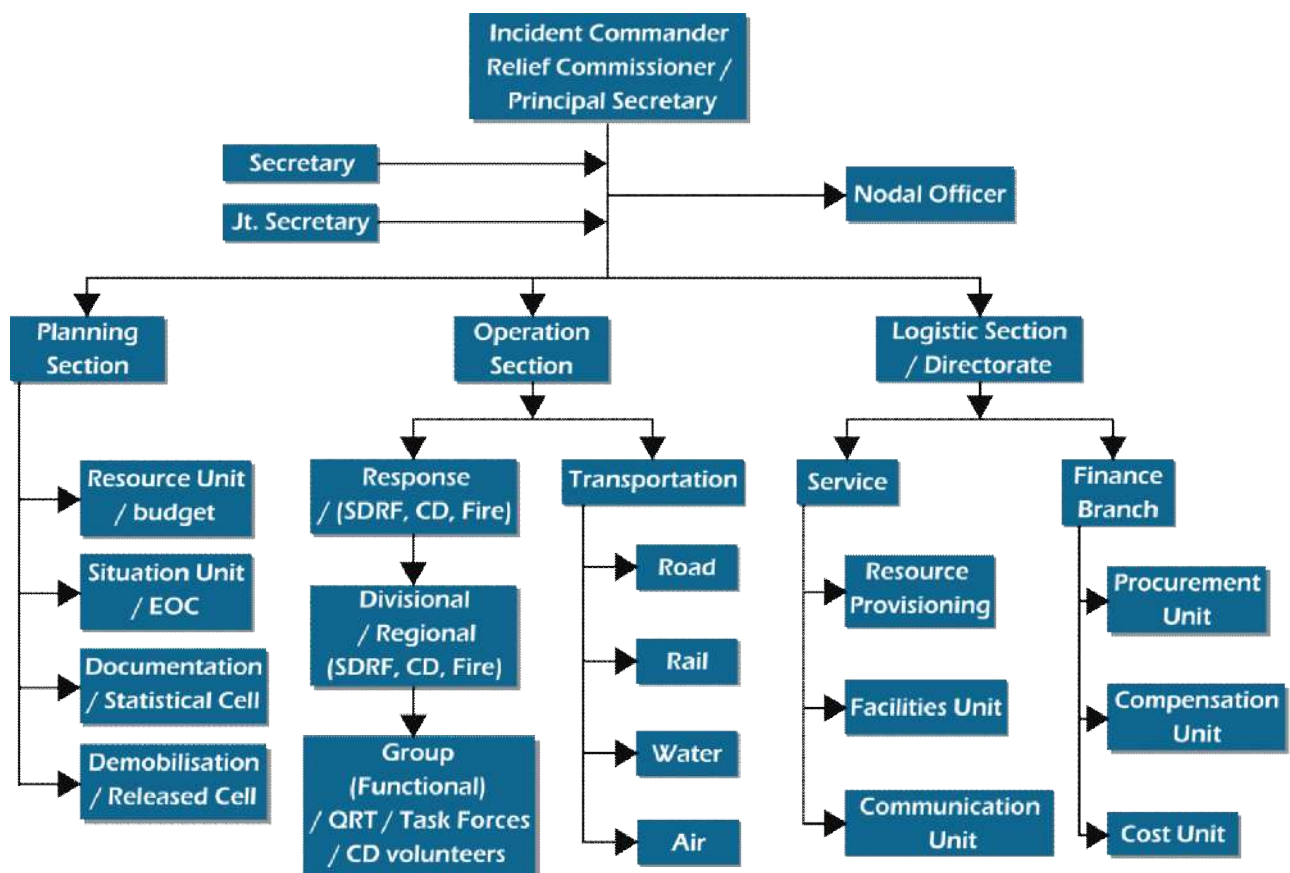 Incident Commander
Relief Commissioner /
Principal Secretary
Secretary
Nodal Officer
Jt. Secretary
Planning
Section
Operation
Section
Logistic Section
/ Directorate
Resource Unit
/ budget
Situation Unit
/ EOC
Documentation
/ Statistical Cell
Demobilisation
/ Released Cell
Response
/ (SDRF, CD, Fire)
Divisional
/ Regional
(SDRF, CD, Fire)
Group
(Functional)
/ QRT / Task Forces
/ CD volunteers
Transportation
Road
Rail
Water
Air
Service
Resource
Provisioning
Facilities Unit
Communication
Unit
Finance
Branch
Procurement
Unit
Compensation
Unit
Cost Unit